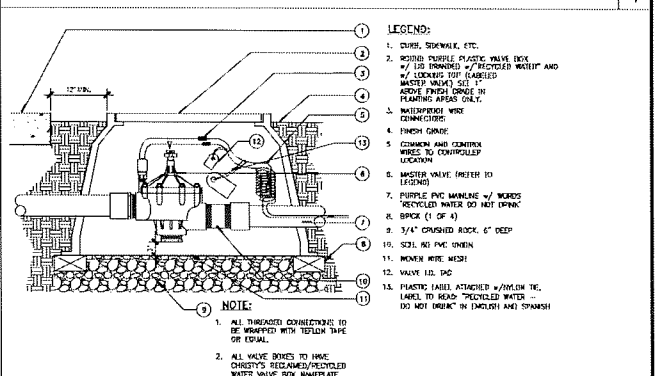 LEGEND:
1. CURB, SIDEWALK, ETC.
2. ROUND PURPLE PLASTIC VALVE BOX
w/ LID BRANDED w/"RECYCLED WATER" AND
w/ LOCKING TOP (LABELED
MASTER VALVE) SET 1"
ABOVE FINISH GRADE IN
PLANTING AREAS ONLY.
3. WATERPROOF WIRE
CONNECTORS
4. FINISH GRADE
5 COMMON AND CONTROL
WIRES TO CONTROLLED
LOCATION
6. MASTER VALVE (REFER TO
LEGEND)
7. PURPLE PVC MAINLINE w/ WORDS
"RECYCLED WATER DO NOT DRINK"
8. BRICK (1 OF 4)
9. 3/4" CRUSHED ROCK, 6" DEEP
10. SCH. 80 PVC UNION
11. WOVEN WIRE MESH
12. VALVE I.D. TAG
13. PLASTIC LABEL ATTACHED w/NYLON TIE.
LABEL TO READ: "RECYCLED WATER --
DO NOT DRINK" IN ENGLISH AND SPANISH
12" MIN.
1
2
3
4
5
12
13
6
7
8
10
11
9
NOTE:
1. ALL THREADED CONNECTIONS TO
BE WRAPPED WITH TEFLON TAPE
OR EQUAL.
2. ALL VALVE BOXES TO HAVE
CHRISTY'S RECLAIMED/RECYCLED
WATER VALVE BOX NAMEPLATE